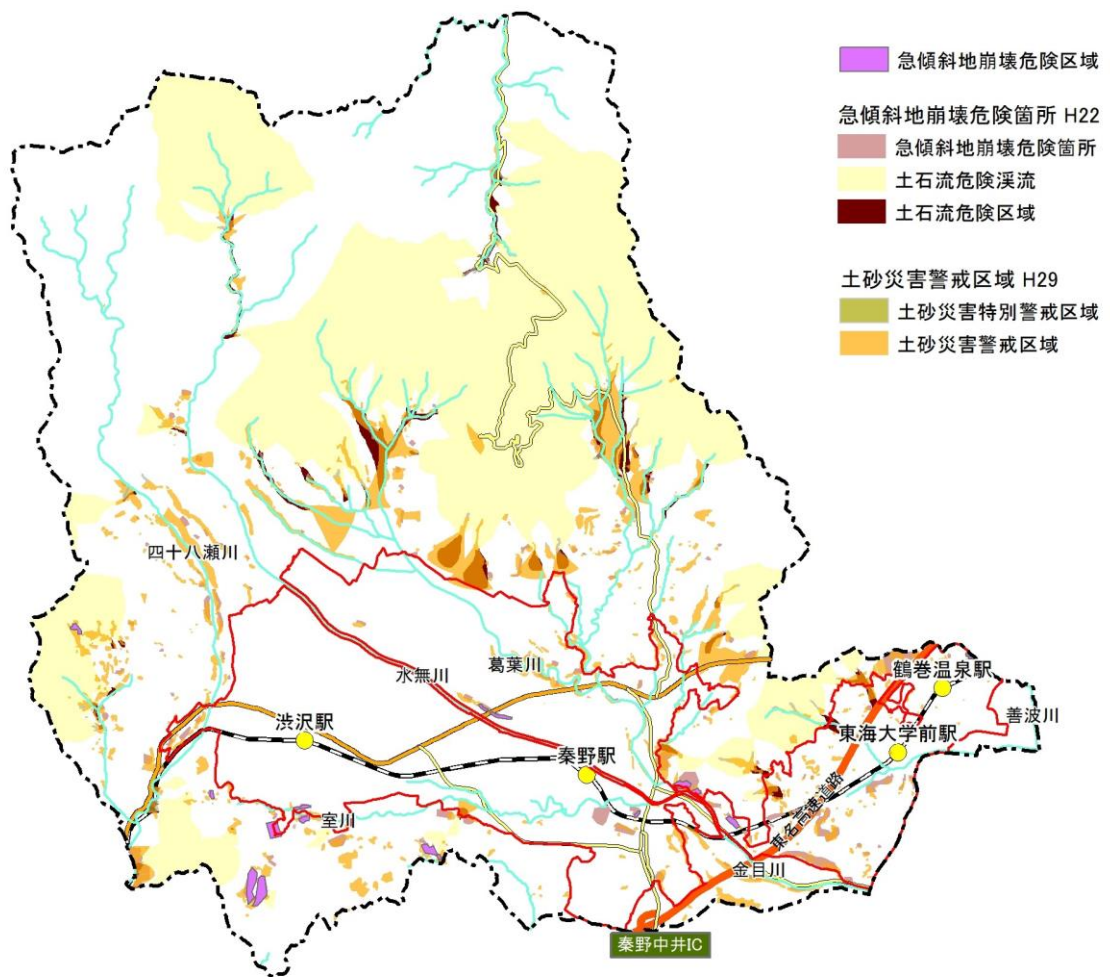 急傾斜地崩壊危険区域
急傾斜地崩壊危険箇所 H22
急傾斜地崩壊危険箇所
土石流危険渓流
土石流危険区域
土砂災害警戒区域 H29
土砂災害特別警戒区域
土砂災害警戒区域
四十八瀬川
水無川
葛葉川
鶴巻温泉駅
善波川
渋沢駅
東海大学前駅
秦野駅
東名高速道路
室川
金目川
秦野中井IC